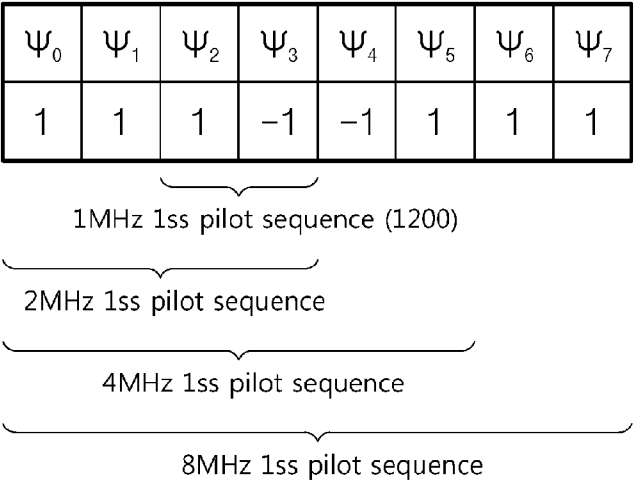 Ψ0 Ψ1 Ψ2 Ψ3 Ψ4 Ψ5 Ψ6 Ψ7
1 1 1 −1 −1 1 1 1
1MHz 1ss pilot sequence (1200)
2MHz 1ss pilot sequence
4MHz 1ss pilot sequence
8MHz 1ss pilot sequence